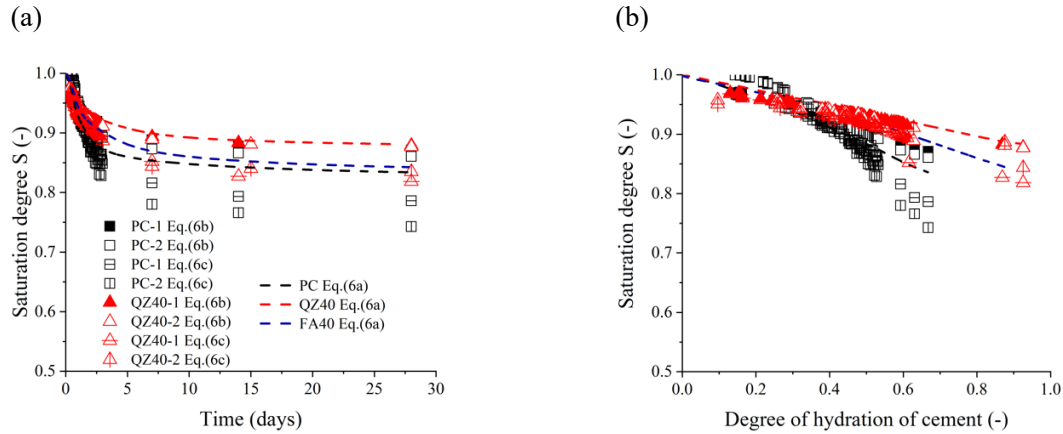 (a)
(b)
1.0
0.9
0.8
0.7
0.6
0.5
Saturation degree S (-)
PC-1 Eq.(6b)
PC-2 Eq.(6b)
PC-1 Eq.(6c)
PC-2 Eq.(6c)
QZ40-1 Eq.(6b)
QZ40-2 Eq.(6b)
QZ40-1 Eq.(6c)
QZ40-2 Eq.(6c)
PC Eq.(6a)
QZ40 Eq.(6a)
FA40 Eq.(6a)
0 5 10 15 20 25 30
Time (days)
1.0
0.9
0.8
0.7
0.6
0.5
Saturation degree S (-)
0.0 0.2 0.4 0.6 0.8 1.0
Degree of hydration of cement (-)